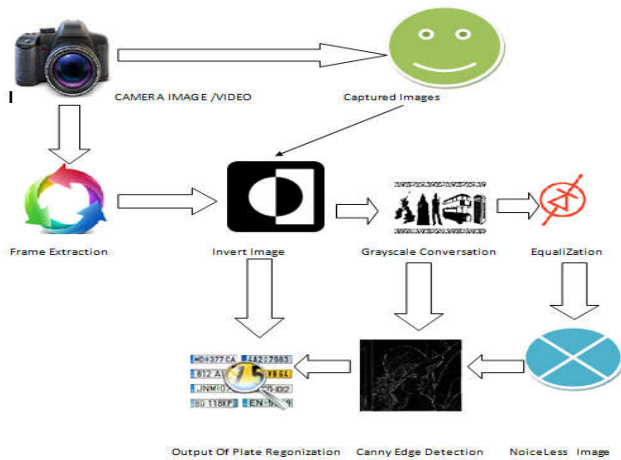 I
CAMERA IMAGE /VIDEO
Captured Images
Frame Extraction
Invert Image
Grayscale Conversation
EqualiZation
Output Of Plate Regonization
Canny Edge Detection
NoiceLess Image